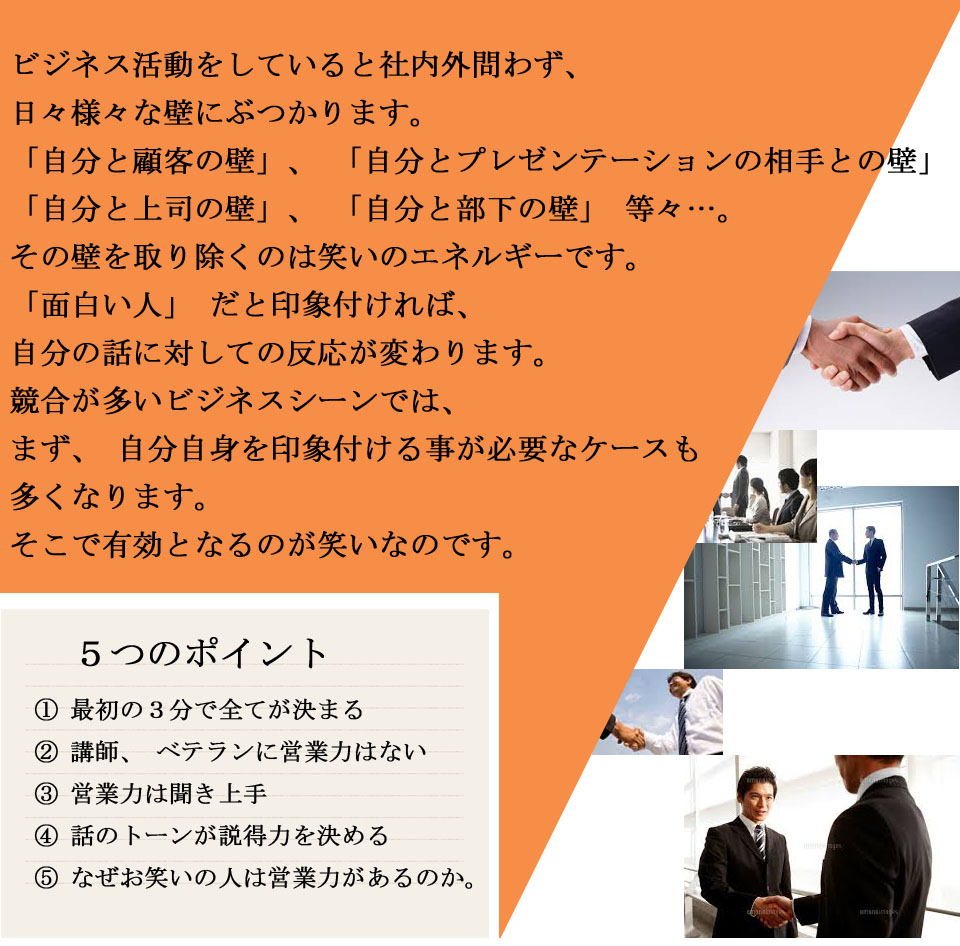 ビジネス活動をしていると社内外問わず、
日々様々な壁にぶつかります。
「自分と顧客の壁」、 「自分とプレゼンテーションの相手との壁」
「自分と上司の壁」、 「自分と部下の壁」 等々…。
その壁を取り除くのは笑いのエネルギーです。
「面白い人」 だと印象付ければ、
自分の話に対しての反応が変わります。
競合が多いビジネスシーンでは、
まず、 自分自身を印象付ける事が必要なケースも
多くなります。
そこで有効となるのが笑いなのです。
５つのポイント
① 最初の３分で全てが決まる
② 講師、 ベテランに営業力はない
③ 営業力は聞き上手
④ 話のトーンが説得力を決める
⑤ なぜお笑いの人は営業力があるのか。
amanaimages
amanaimages
amanaimages
amanaimages
amanaimages